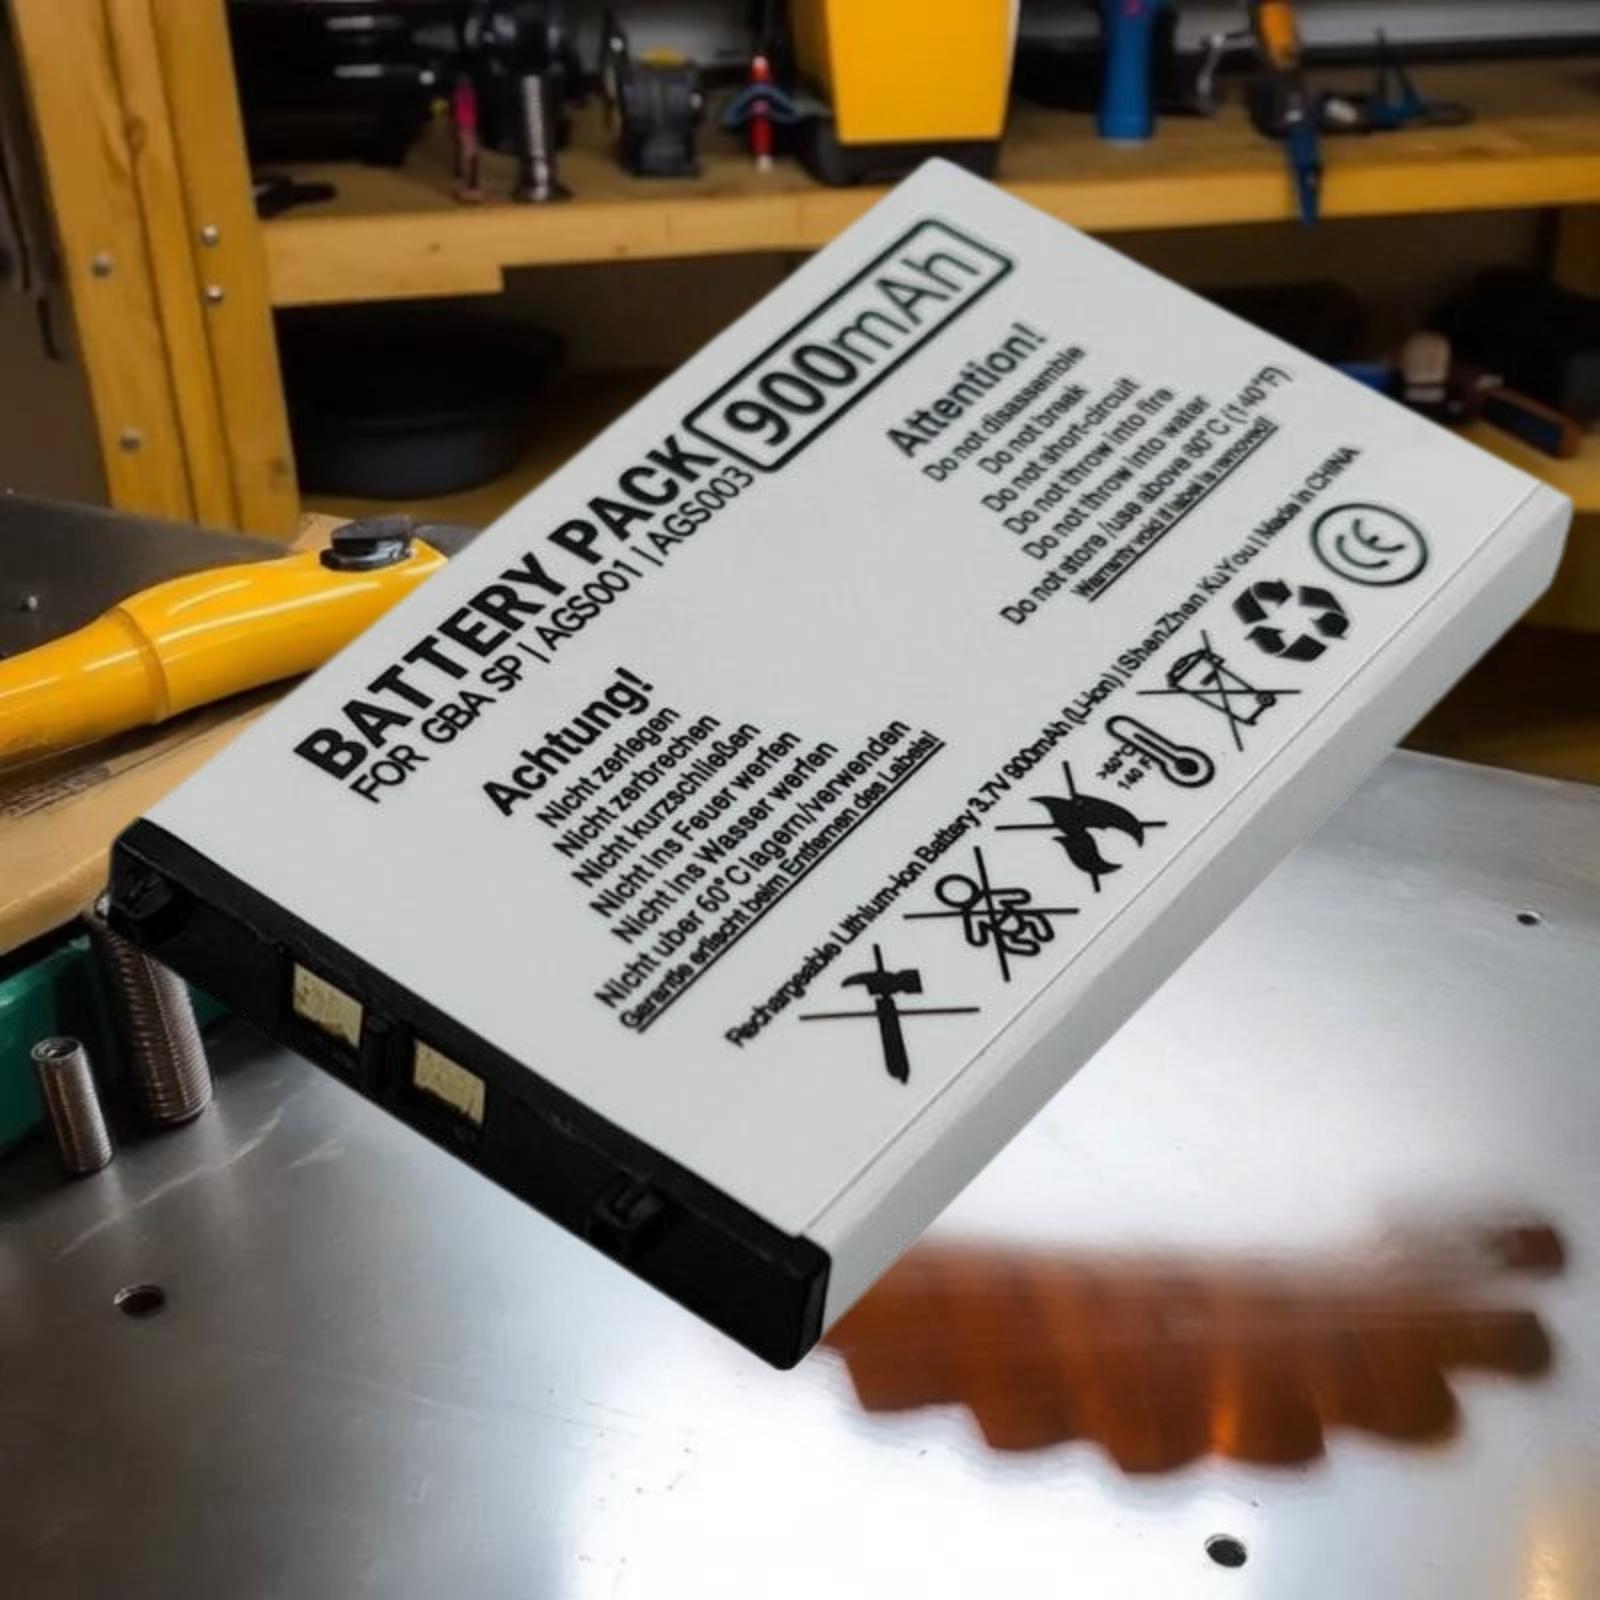 BATTERY PACK 900mAh
FOR GBA SP | AGS001 | AGS003
Achtung!
Nicht zerlegen
Nicht zerbrechen
Nicht kurzschließen
Nicht ins Feuer werfen
Nicht ins Wasser werfen
Nicht uber 60°C lagern/verwenden
Garantie erlischt beim Entfernen des Labels!
Attention!
Do not disassemble
Do not break
Do not short-circuit
Do not throw into fire
Do not throw into water
Do not store /use above 60°C (140°F)
Warranty void if label is removed!
Rechargeable Lithium-Ion Battery 3.7V 900mAh (Li-Ion) | ShenZhen KuYou | Made in CHINA
>60°C
140 F
CE